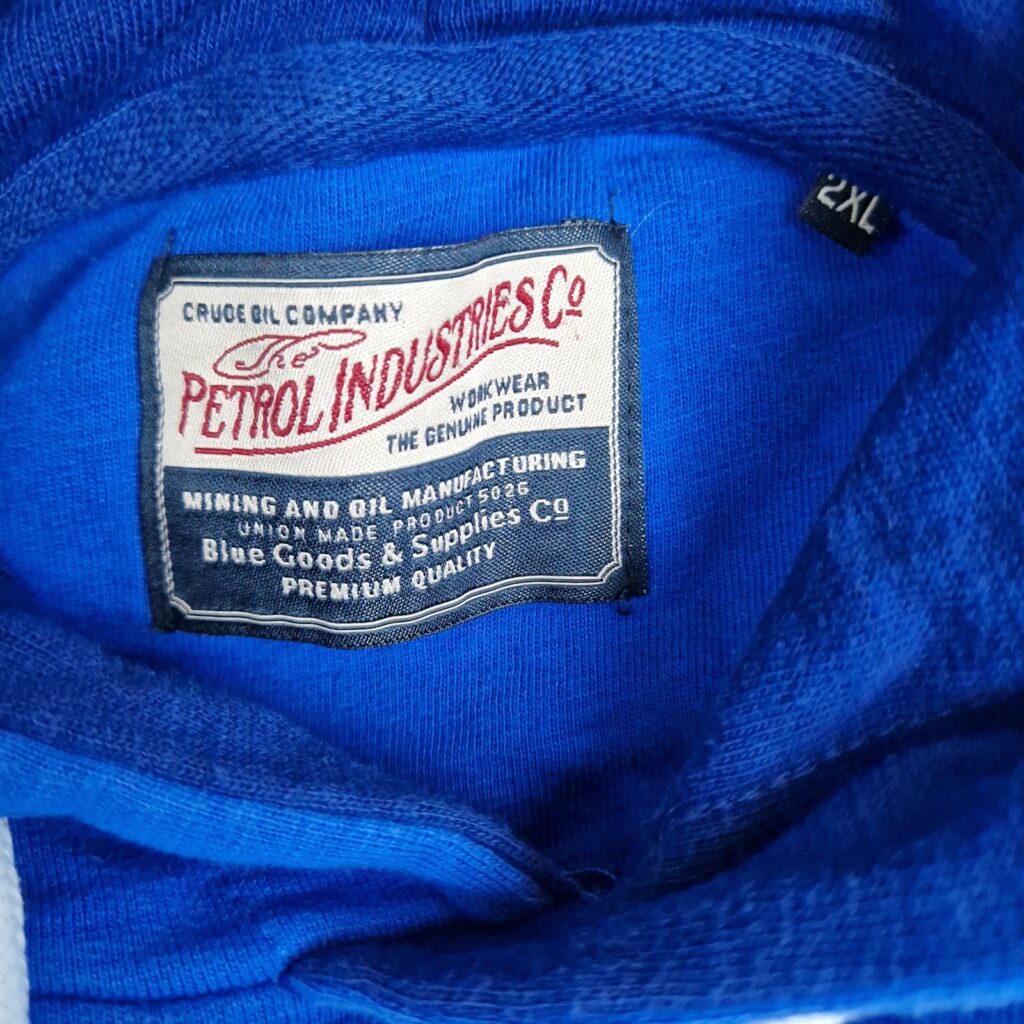 2XL
CRUDE OIL COMPANY
The
PETROL INDUSTRIES Co
WORKWEAR
THE GENUINE PRODUCT
MINING AND OIL MANUFACTURING
UNION MADE PRODUCT 5026
Blue Goods & Supplies Co
PREMIUM QUALITY